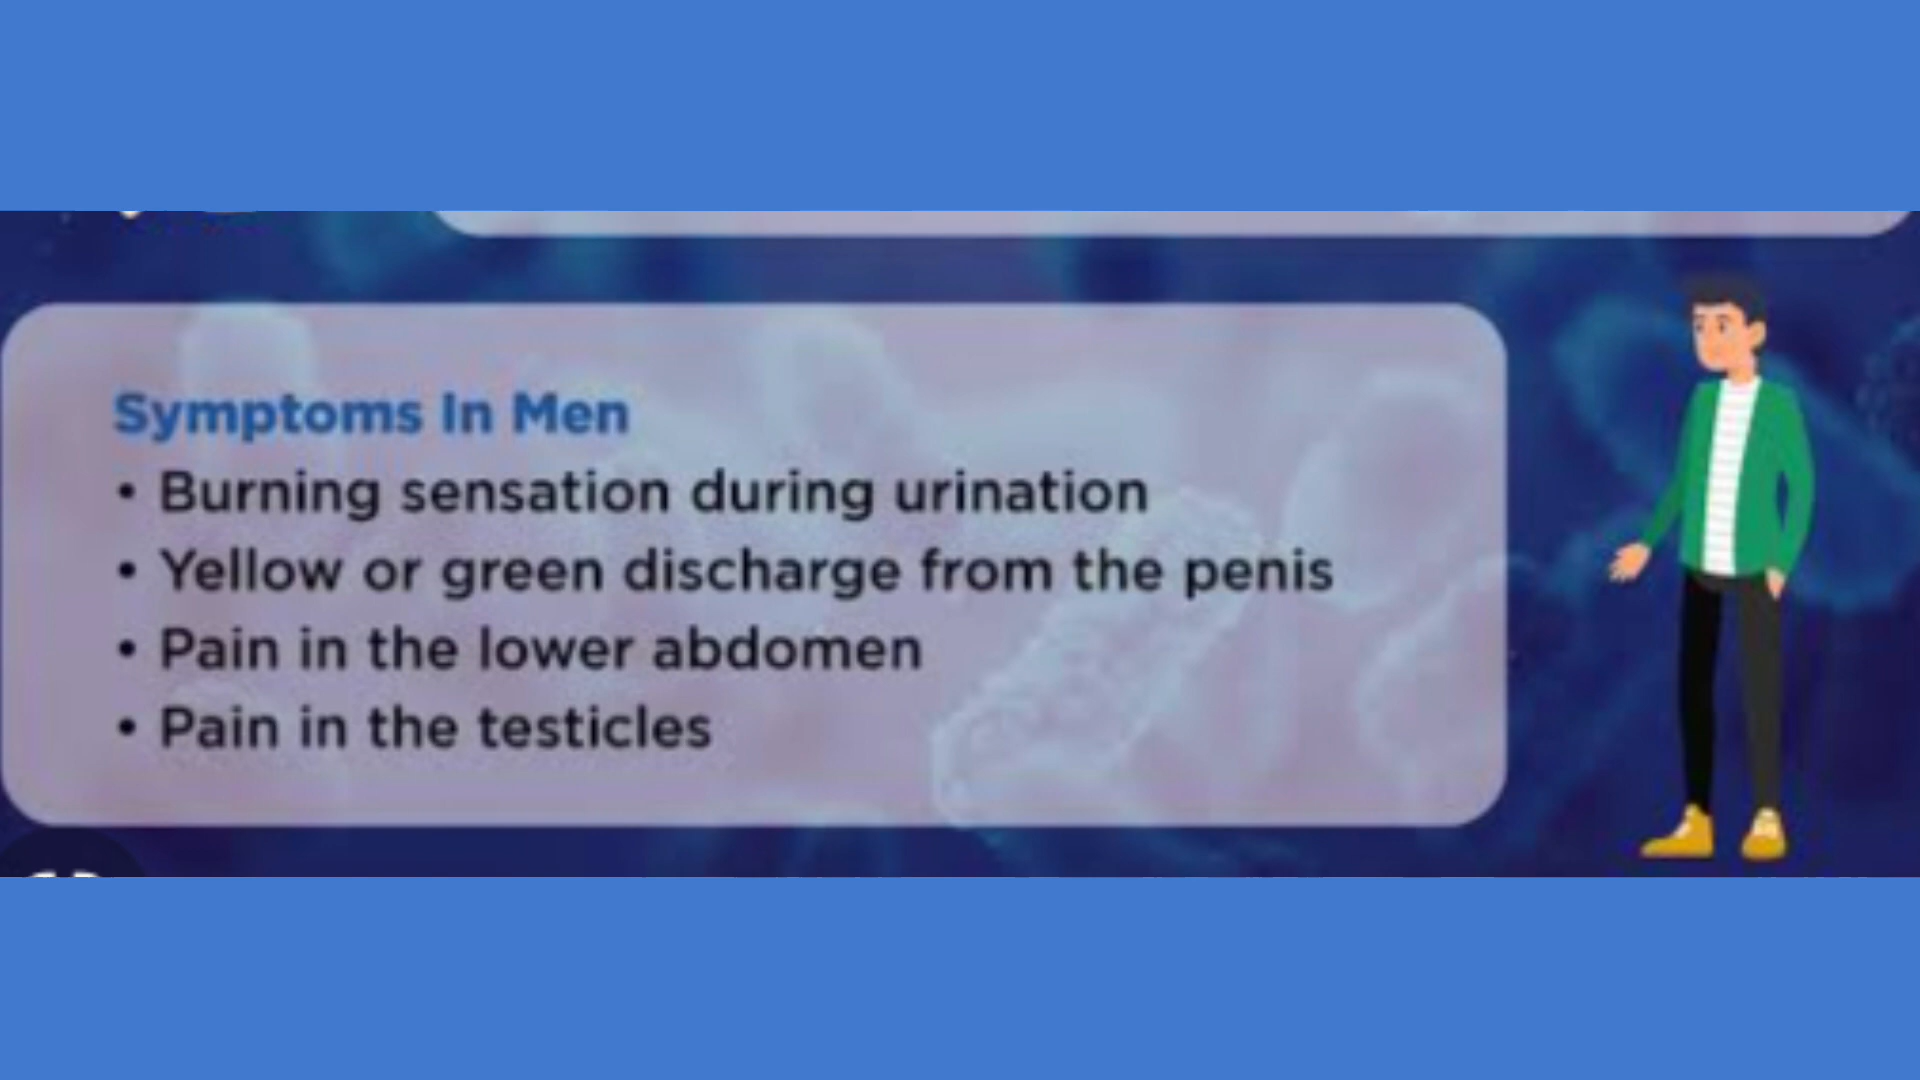 Symptoms In Men
• Burning sensation during urination
• Yellow or green discharge from the penis
• Pain in the lower abdomen
• Pain in the testicles